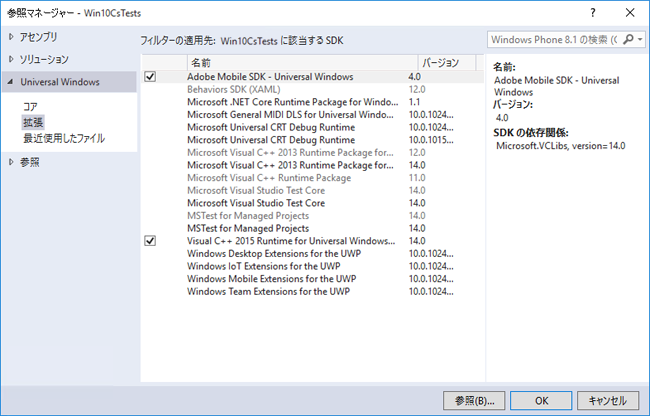 参照マネージャー - Win10CsTests
? ×
▷ アセンブリ
▷ ソリューション
Universal Windows
コア
拡張
最近使用したファイル
▷ 参照
フィルターの適用先: Win10CsTests に該当する SDK
Windows Phone 8.1 の検索 (C
名前 バージョン
Adobe Mobile SDK - Universal Windows 4.0
Behaviors SDK (XAML) 12.0
Microsoft .NET Core Runtime Package for Windo... 1.1
Microsoft General MIDI DLS for Universal Windo... 10.0.1024...
Microsoft Universal CRT Debug Runtime 10.0.1024...
Microsoft Universal CRT Debug Runtime 10.0.1015...
Microsoft Visual C++ 2013 Runtime Package for... 12.0
Microsoft Visual C++ 2013 Runtime Package for... 14.0
Microsoft Visual C++ Runtime Package 11.0
Microsoft Visual Studio Test Core 14.0
Microsoft Visual Studio Test Core 14.0
MSTest for Managed Projects 14.0
MSTest for Managed Projects 14.0
Visual C++ 2015 Runtime for Universal Windows... 14.0
Windows Desktop Extensions for the UWP 10.0.1024...
Windows IoT Extensions for the UWP 10.0.1024...
Windows Mobile Extensions for the UWP 10.0.1024...
Windows Team Extensions for the UWP 10.0.1024...
名前:
Adobe Mobile SDK - Universal
Windows
バージョン:
4.0
SDK の依存関係:
Microsoft.VCLibs, version=14.0
参照(B)...
OK
キャンセル